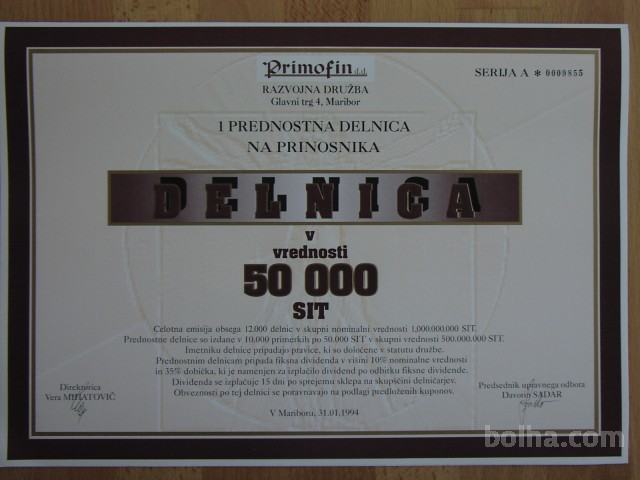 Primofin d.d.
SERIJA A * 0009855
RAZVOJNA DRUŽBA
Glavni trg 4, Maribor
1 PREDNOSTNA DELNICA
NA PRINOSNIKA
DELNICA
v
vrednosti
50 000
SIT
Celotna emisija obsega 12.000 delnic v skupni nominalni vrednosti 1,000.000.000 SIT.
Prednostne delnice so izdane v 10.000 primerkih po 50.000 SIT v skupni vrednosti 500.000.000 SIT.
Imetniku delnice pripadajo pravice, ki so določene v statutu družbe.
Prednostnim delnicam pripada fiksna dividenda v višini 10% nominalne vrednosti
in 35% dobička, ki je namenjen za izplačilo dividend po odbitku fiksne dividende.
Dividenda se izplačuje 15 dni po sprejemu sklepa na skupščini delničarjev.
Obveznosti po tej delnici se poravnavajo na podlagi predloženih kuponov.
Direktorica
Vera MIHATOVIČ
Predsednik upravnega odbora
Davorin SADAR
V Mariboru, 31.01.1994
bolha.com